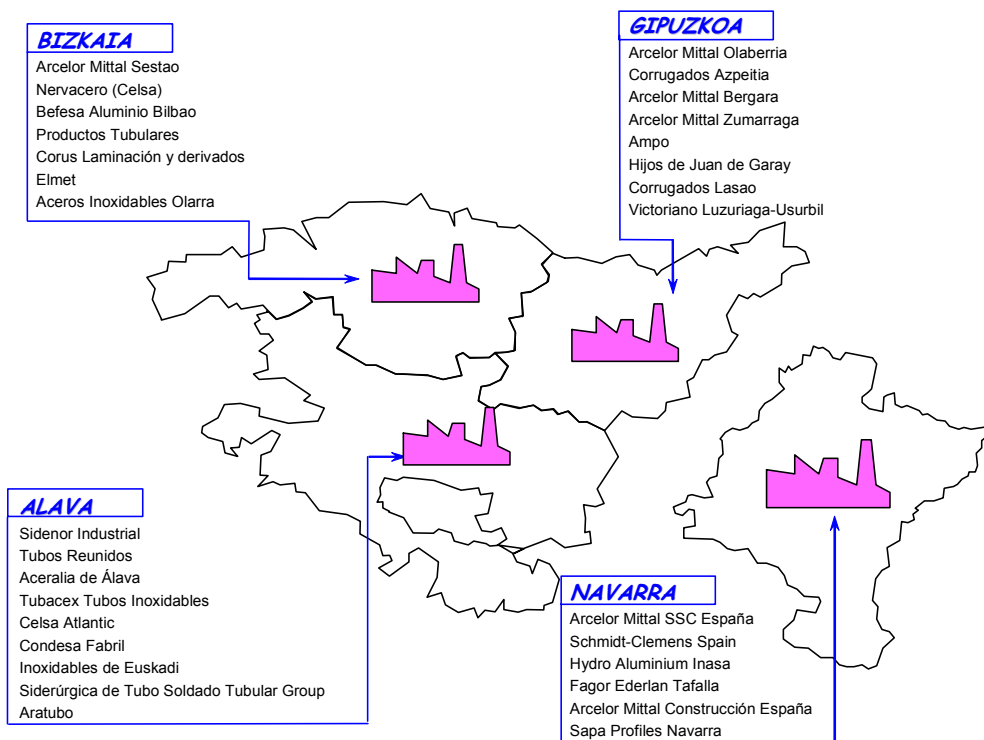 BIZKAIA
Arcelor Mittal Sestao
Nervacero (Celsa)
Befesa Aluminio Bilbao
Productos Tubulares
Corus Laminación y derivados
Elmet
Aceros Inoxidables Olarra
GIPUZKOA
Arcelor Mittal Olaberria
Corrugados Azpeitia
Arcelor Mittal Bergara
Arcelor Mittal Zumarraga
Ampo
Hijos de Juan de Garay
Corrugados Lasao
Victoriano Luzuriaga-Usurbil
ALAVA
Sidenor Industrial
Tubos Reunidos
Aceralia de Álava
Tubacex Tubos Inoxidables
Celsa Atlantic
Condesa Fabril
Inoxidables de Euskadi
Siderúrgica de Tubo Soldado Tubular Group
Aratubo
NAVARRA
Arcelor Mittal SSC España
Schmidt-Clemens Spain
Hydro Aluminium Inasa
Fagor Ederlan Tafalla
Arcelor Mittal Construcción España
Sapa Profiles Navarra